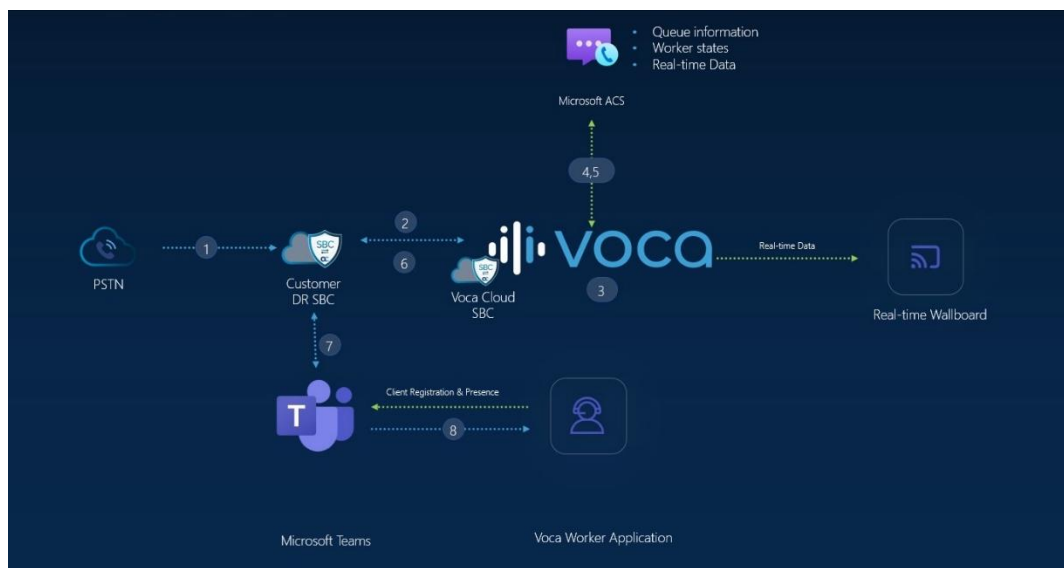 Queue information
Worker states
Real-time Data
Microsoft ACS
4,5
2
SBC
1
voca
Real-time Data
PSTN
Customer
DR SBC
6
SBC
Voca Cloud
SBC
3
Real-time Wallboard
7
Client Registration & Presence
T
8
Microsoft Teams
Voca Worker Application